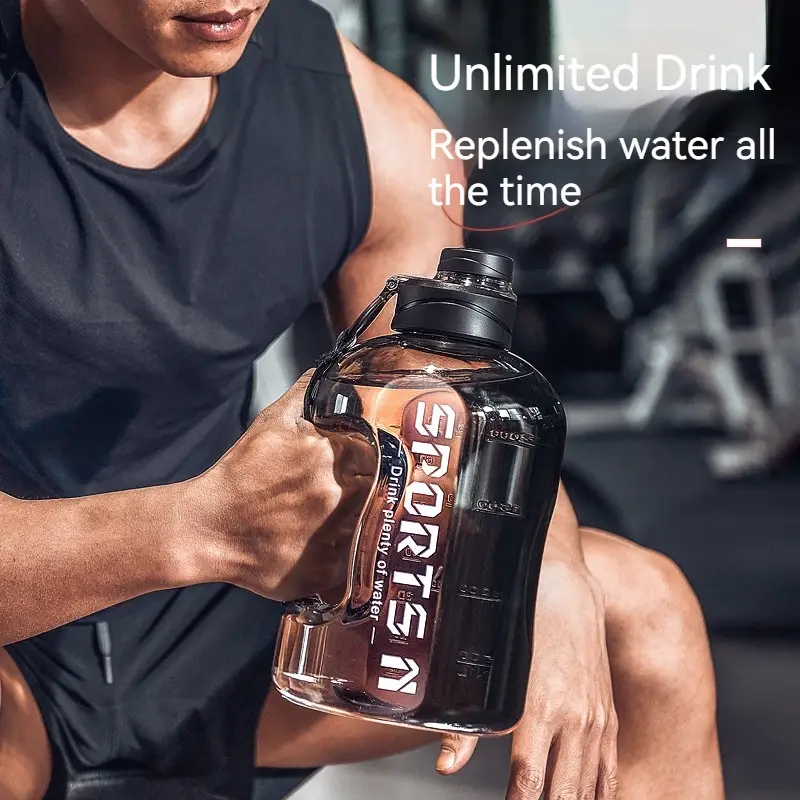 Unlimited Drink
Replenish water all
the time
SPORTS N
Drink plenty of water